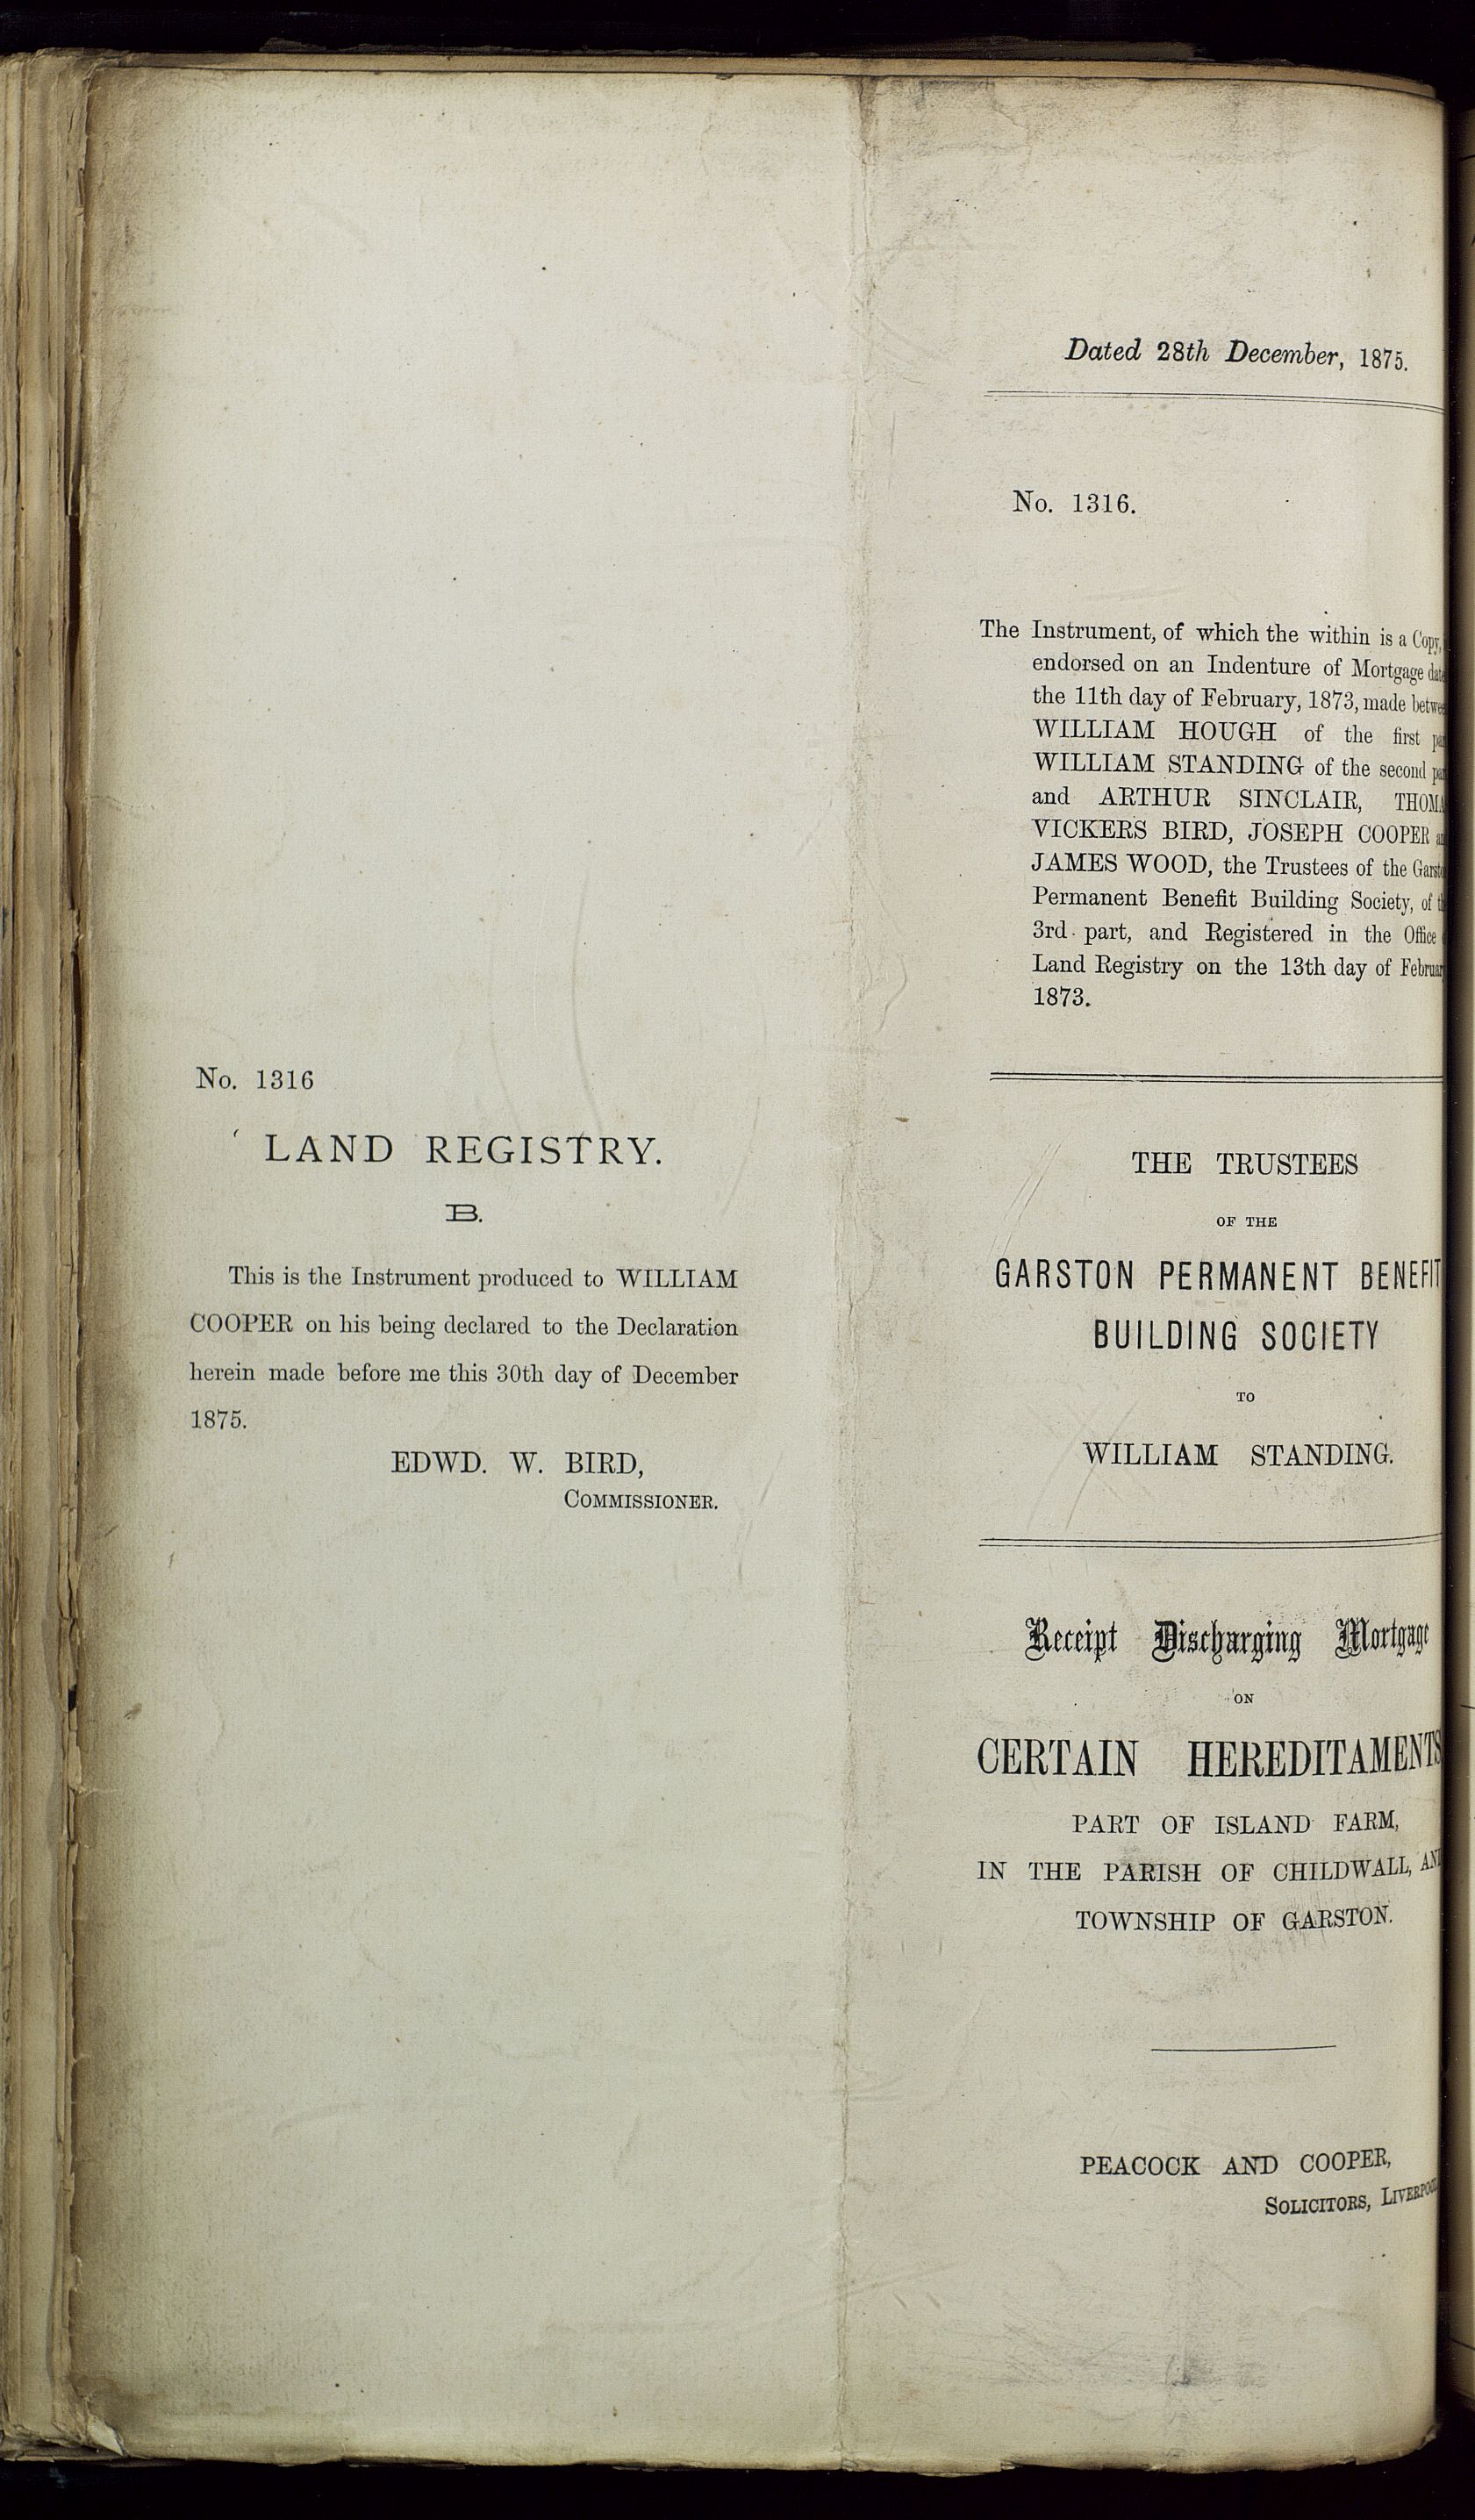 No. 1316
LAND REGISTRY.
B.
This is the Instrument produced to WILLIAM
COOPER on his being declared to the Declaration
herein made before me this 30th day of December
1875.
EDWD. W. BIRD,
COMMISSIONER.
Dated 28th December, 1875.
No. 1316.
The Instrument, of which the within is a Copy,
endorsed on an Indenture of Mortgage
the 11th day of February, 1873, made
WILLIAM HOUGH of the first
WILLIAM STANDING of the second
and ARTHUR SINCLAIR,
VICKERS BIRD, JOSEPH COOPER
JAMES WOOD, the Trustees of the
Permanent Benefit Building Society, of
3rd part, and Registered in the Office
Land Registry on the 13th day of
1873.
THE TRUSTEES
OF THE
GARSTON PERMANENT BENEFIT
BUILDING SOCIETY
TO
WILLIAM STANDING.
Receipt Discharging Mortgage
ON
CERTAIN HEREDITAMENTS
PART OF ISLAND FARM,
IN THE PARISH OF CHILDWALL,
TOWNSHIP OF GARSTON.
PEACOCK AND COOPER,
SOLICITORS,